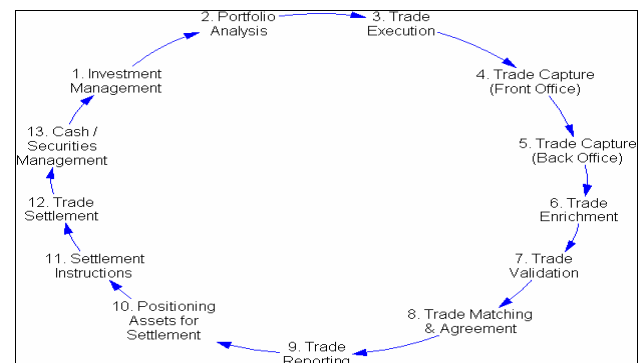 2. Portfolio
Analysis
3. Trade
Execution
1. Investment
Management
4. Trade Capture
(Front Office)
13. Cash /
Securities
Management
5. Trade Capture
(Back Office)
12. Trade
Settlement
6. Trade
Enrichment
11. Settlement
Instructions
7. Trade
Validation
10. Positioning
Assets for
Settlement
8. Trade Matching
& Agreement
9. Trade
Reporting